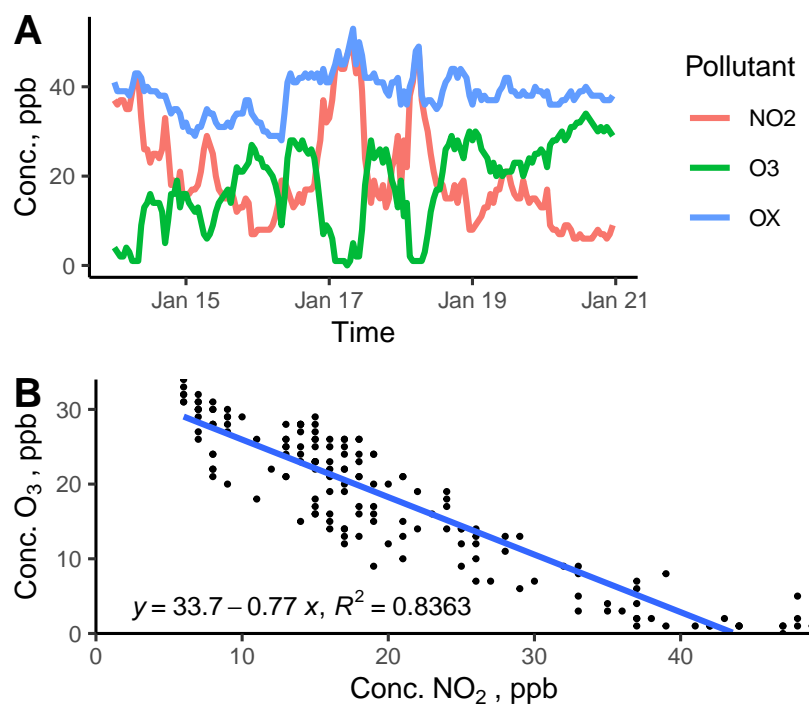 A
Conc., ppb
40
20
0
Jan 15
Jan 17
Jan 19
Jan 21
Time
Pollutant
NO2
O3
OX
B
Conc. O₃ , ppb
30
20
10
0
y = 33.7 − 0.77 x, R² = 0.8363
0
10
20
30
40
Conc. NO₂ , ppb